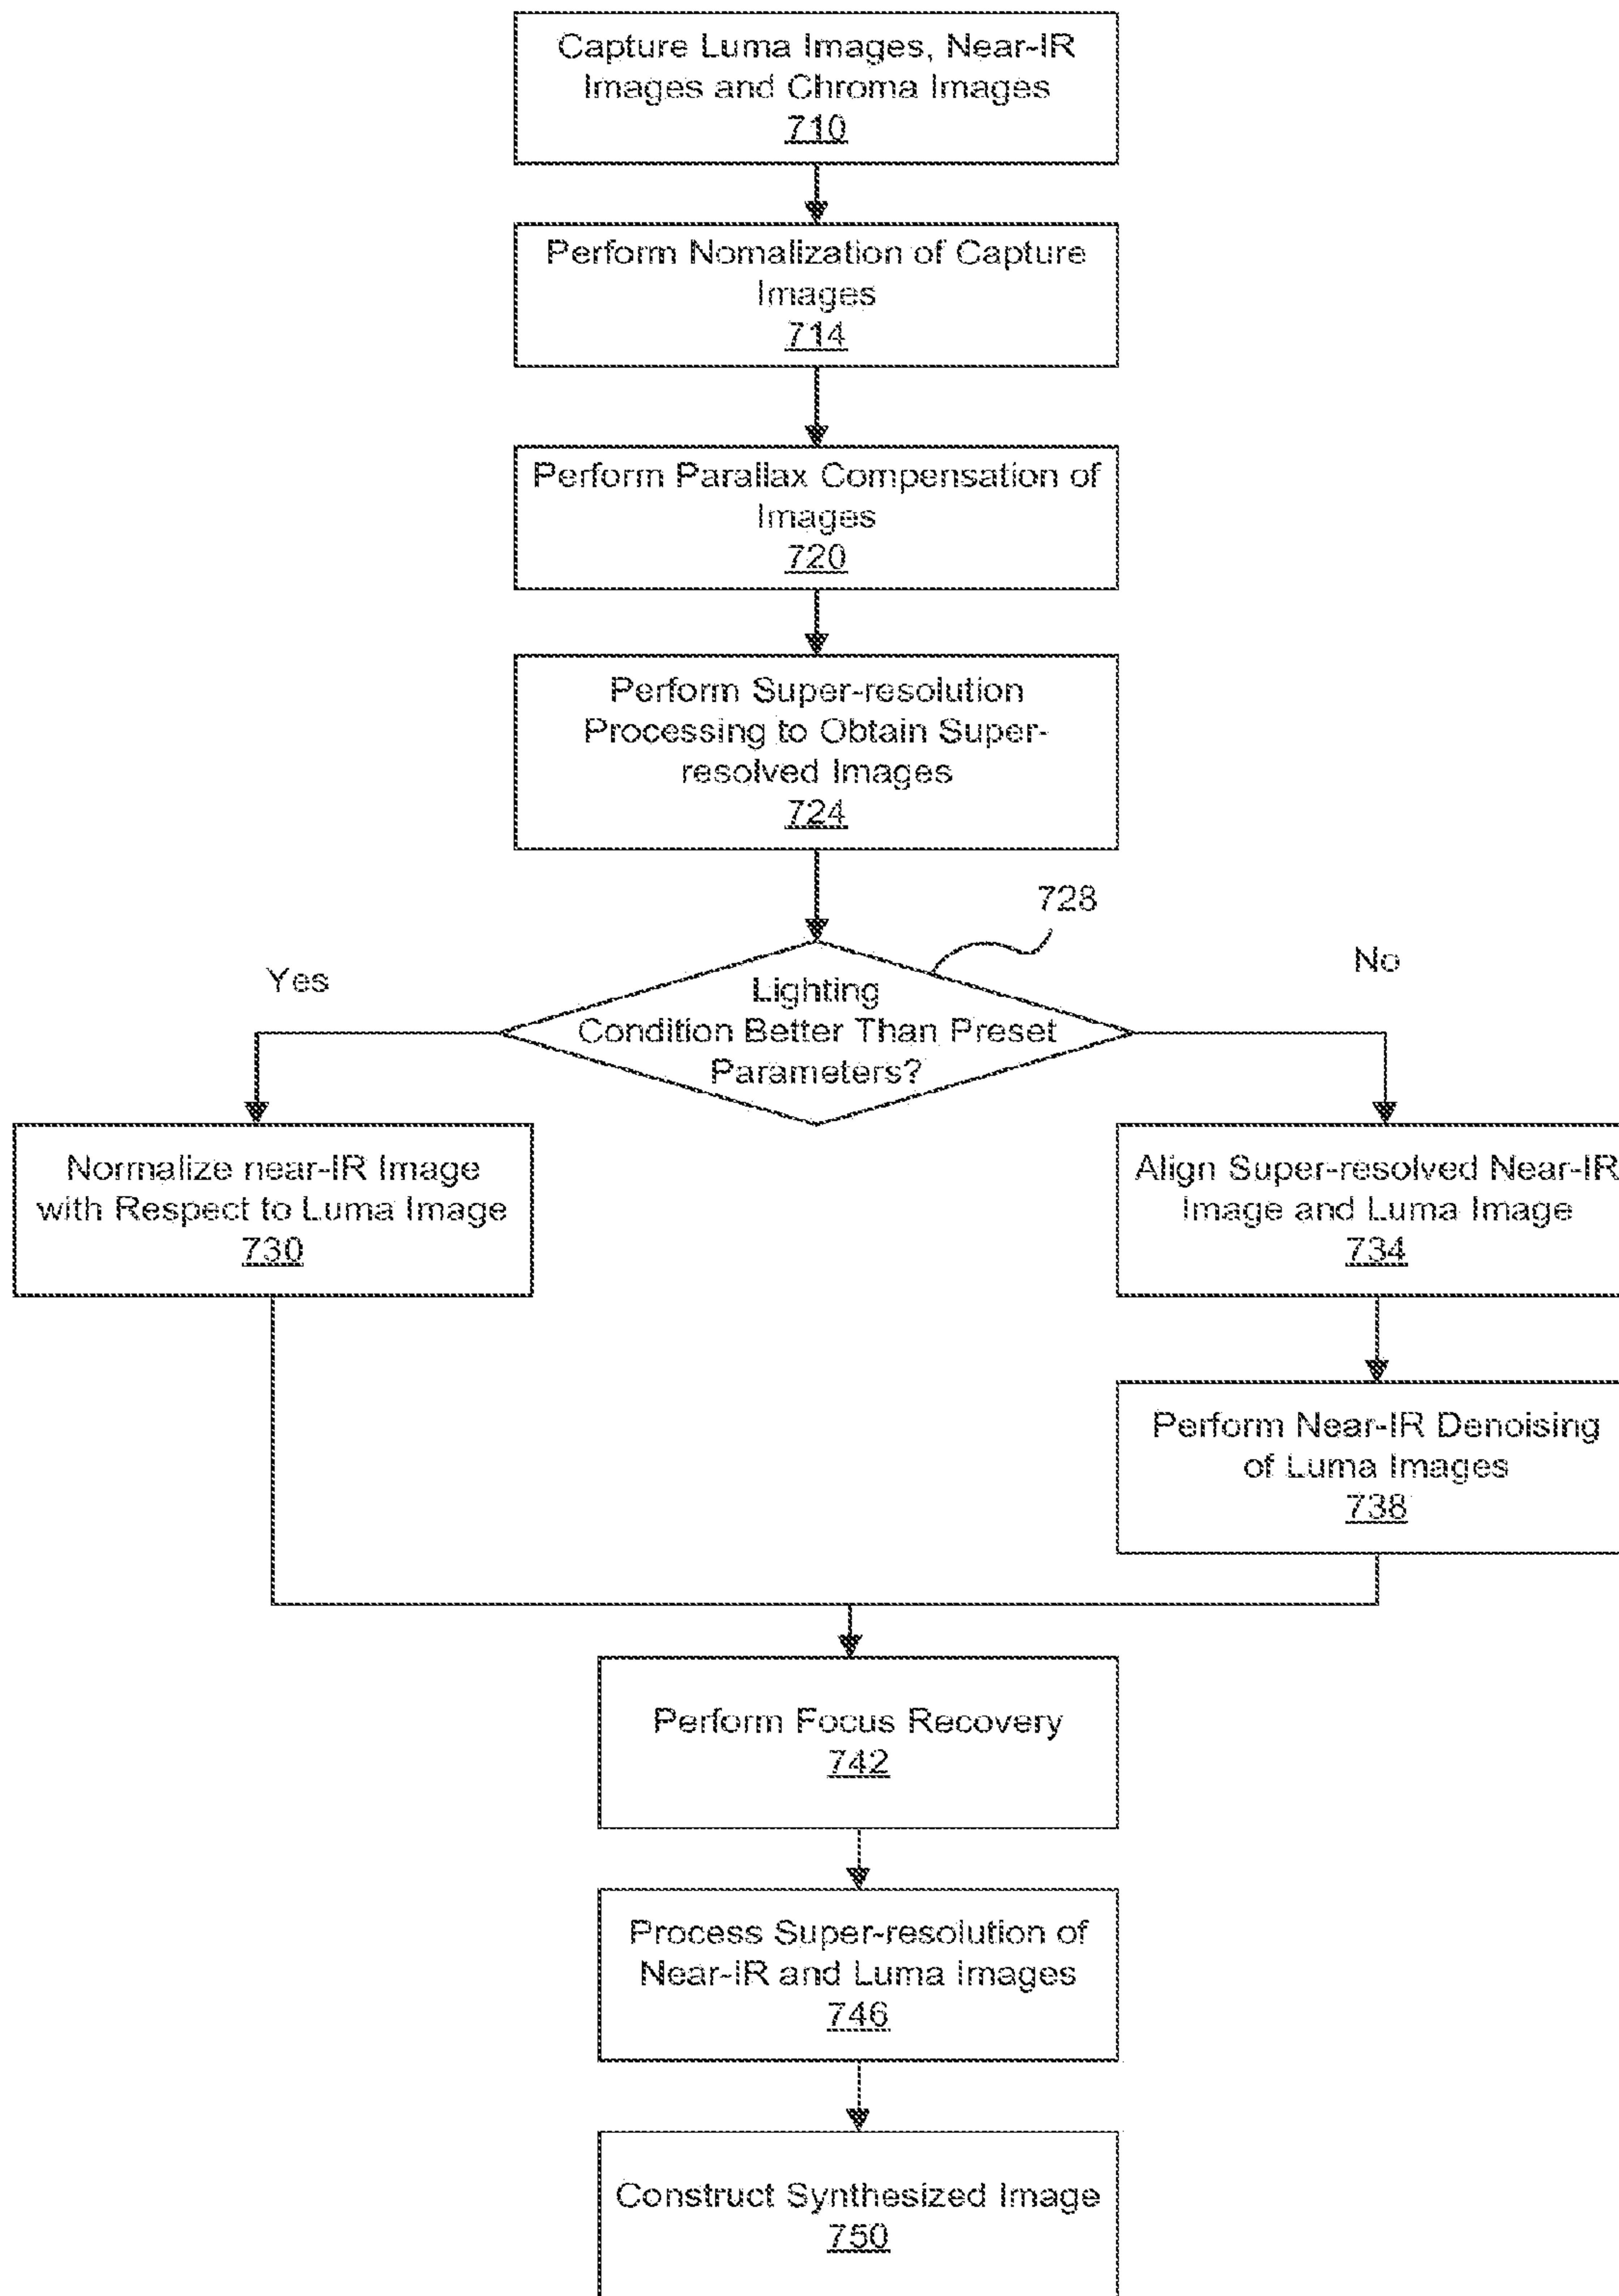 Capture Luma Images, Near-IR
Images and Chroma Images
710
Perform Nomalization of Capture
Images
714
Perform Parallax Compensation of
Images
720
Perform Super-resolution
Processing to Obtain Super-
resolved Images
724
728
Yes
No
Lighting
Condition Better Than Preset
Parameters?
Normalize near-IR Image
with Respect to Luma Image
730
Align Super-resolved Near-IR
Image and Luma Image
734
Perform Near-IR Denoising
of Luma Images
738
Perform Focus Recovery
742
Process Super-resolution of
Near-IR and Luma Images
746
Construct Synthesized Image
750